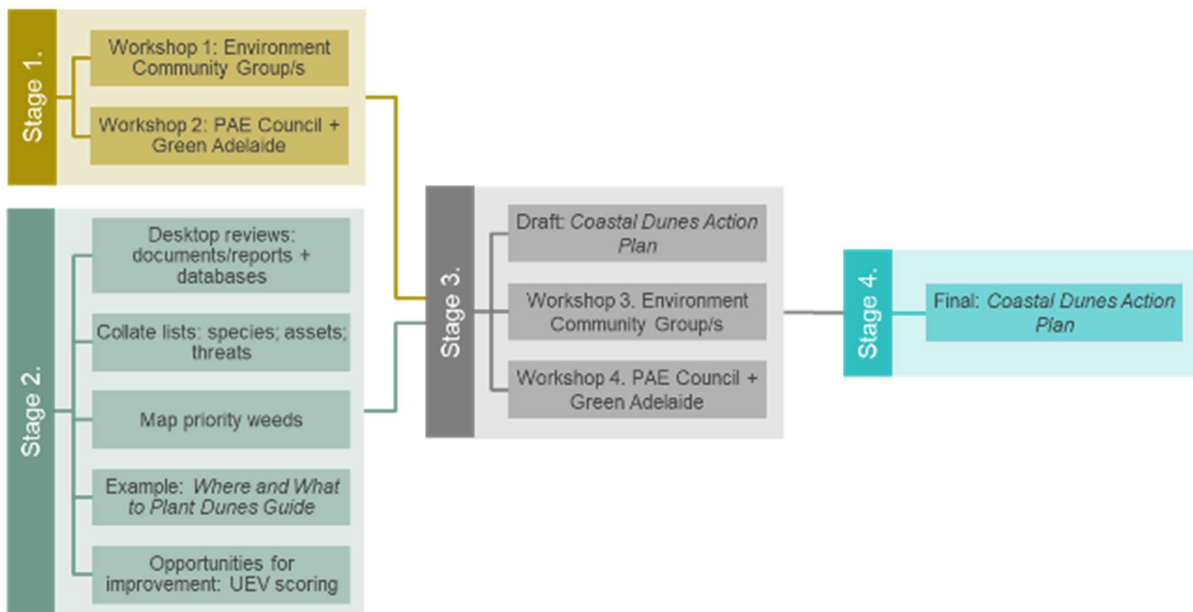 Stage 1.
Workshop 1: Environment
Community Group/s
Workshop 2: PAE Council +
Green Adelaide
Stage 2.
Desktop reviews:
documents/reports +
databases
Collate lists: species; assets;
threats
Map priority weeds
Example: Where and What
to Plant Dunes Guide
Opportunities for
improvement: UEV scoring
Stage 3.
Draft: Coastal Dunes Action
Plan
Workshop 3. Environment
Community Group/s
Workshop 4. PAE Council +
Green Adelaide
Stage 4.
Final: Coastal Dunes Action
Plan